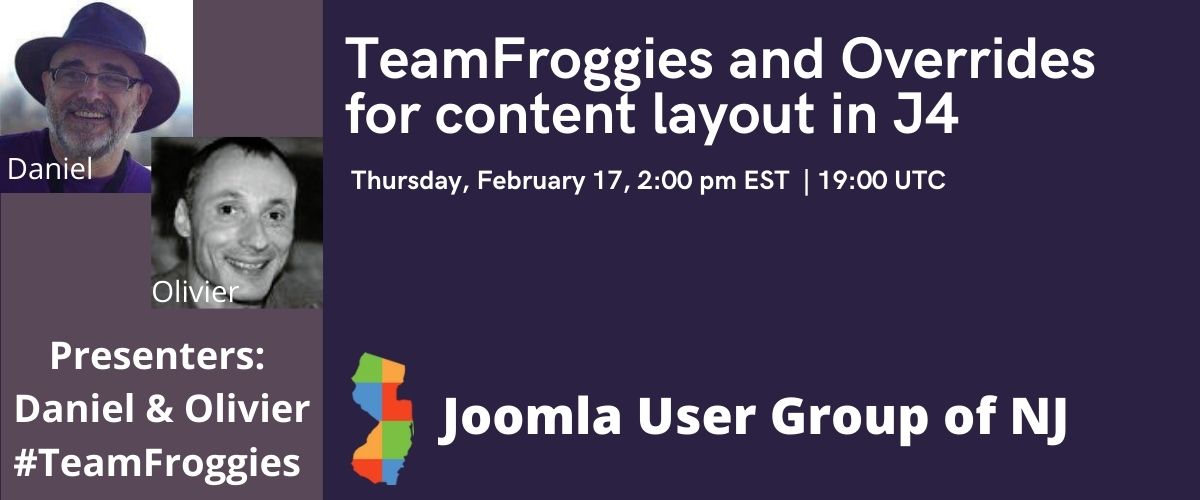 Daniel
Olivier
Presenters:
Daniel & Olivier
#TeamFroggies
TeamFroggies and Overrides
for content layout in J4
Thursday, February 17, 2:00 pm EST | 19:00 UTC
Joomla User Group of NJ